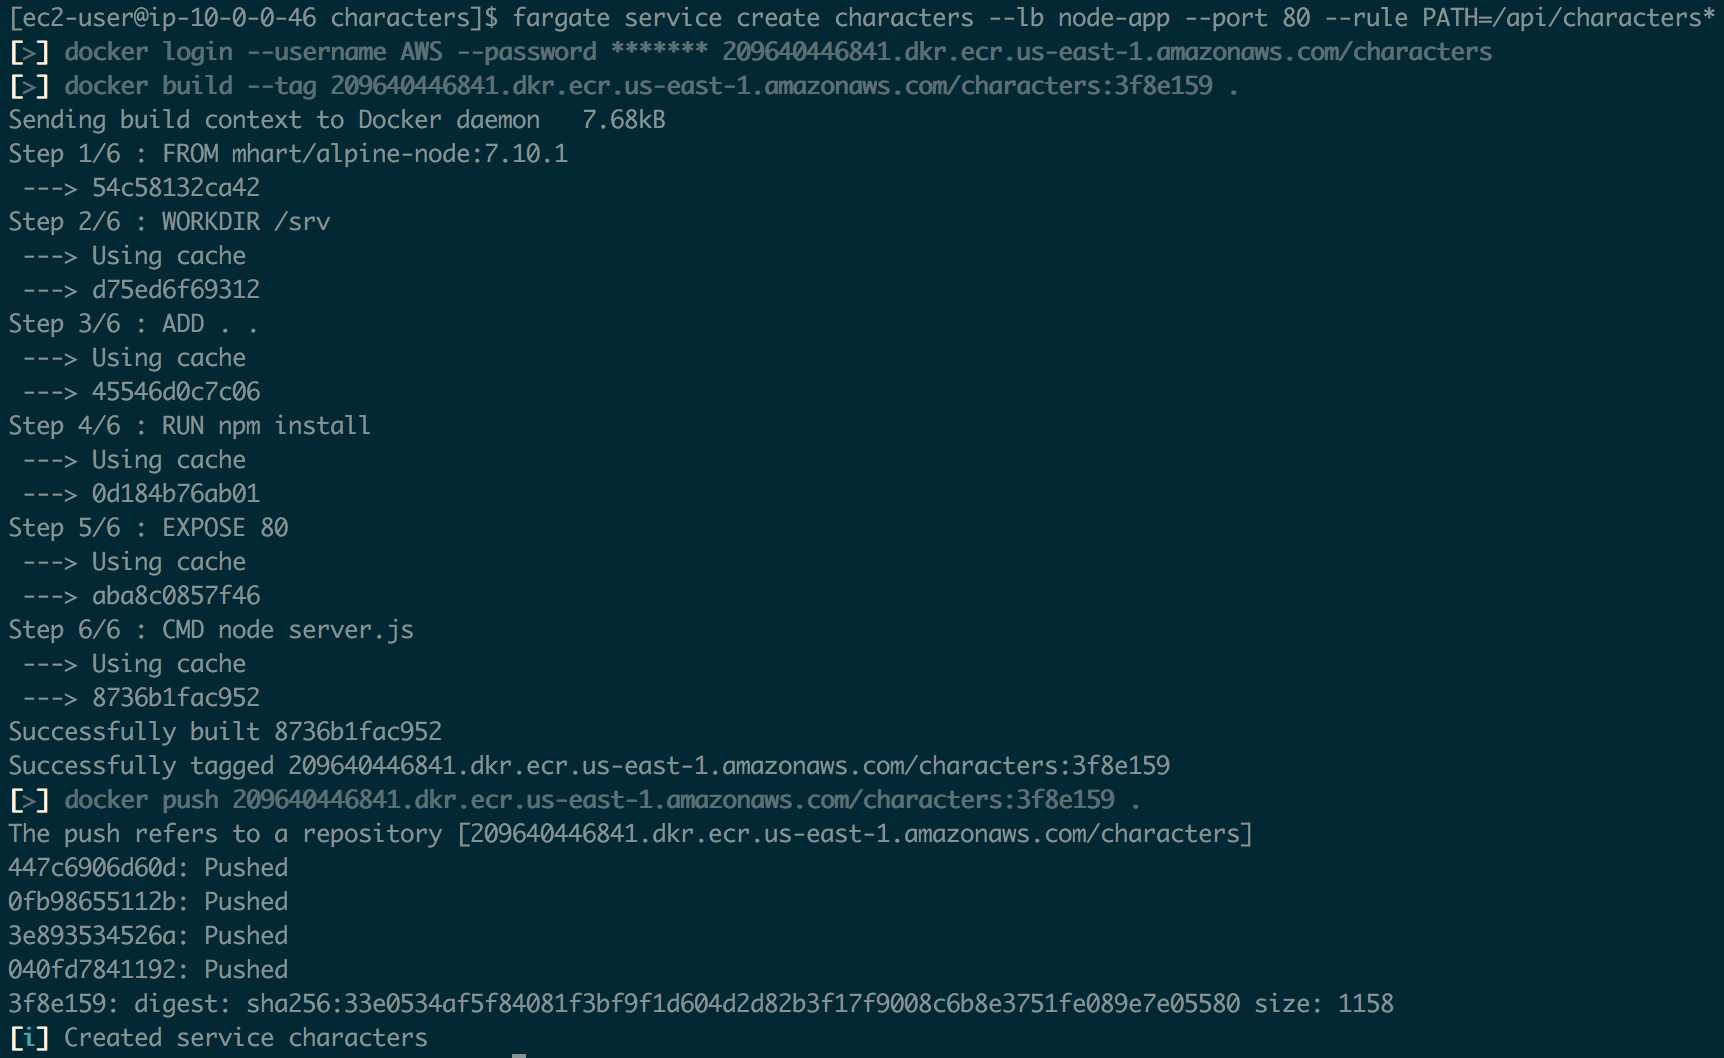 [ec2-user@ip-10-0-0-46 characters]$ fargate service create characters --lb node-app --port 80 --rule PATH=/api/characters*
[>] docker login --username AWS --password ******* 209640446841.dkr.ecr.us-east-1.amazonaws.com/characters
[>] docker build --tag 209640446841.dkr.ecr.us-east-1.amazonaws.com/characters:3f8e159 .
Sending build context to Docker daemon   7.68kB
Step 1/6 : FROM mhart/alpine-node:7.10.1
 ---> 54c58132ca42
Step 2/6 : WORKDIR /srv
 ---> Using cache
 ---> d75ed6f69312
Step 3/6 : ADD . .
 ---> Using cache
 ---> 45546d0c7c06
Step 4/6 : RUN npm install
 ---> Using cache
 ---> 0d184b76ab01
Step 5/6 : EXPOSE 80
 ---> Using cache
 ---> aba8c0857f46
Step 6/6 : CMD node server.js
 ---> Using cache
 ---> 8736b1fac952
Successfully built 8736b1fac952
Successfully tagged 209640446841.dkr.ecr.us-east-1.amazonaws.com/characters:3f8e159
[>] docker push 209640446841.dkr.ecr.us-east-1.amazonaws.com/characters:3f8e159 .
The push refers to a repository [209640446841.dkr.ecr.us-east-1.amazonaws.com/characters]
447c6906d60d: Pushed
0fb98655112b: Pushed
3e893534526a: Pushed
040fd7841192: Pushed
3f8e159: digest: sha256:33e0534af5f84081f3bf9f1d604d2d82b3f17f9008c6b8e3751fe089e7e05580 size: 1158
[i] Created service characters